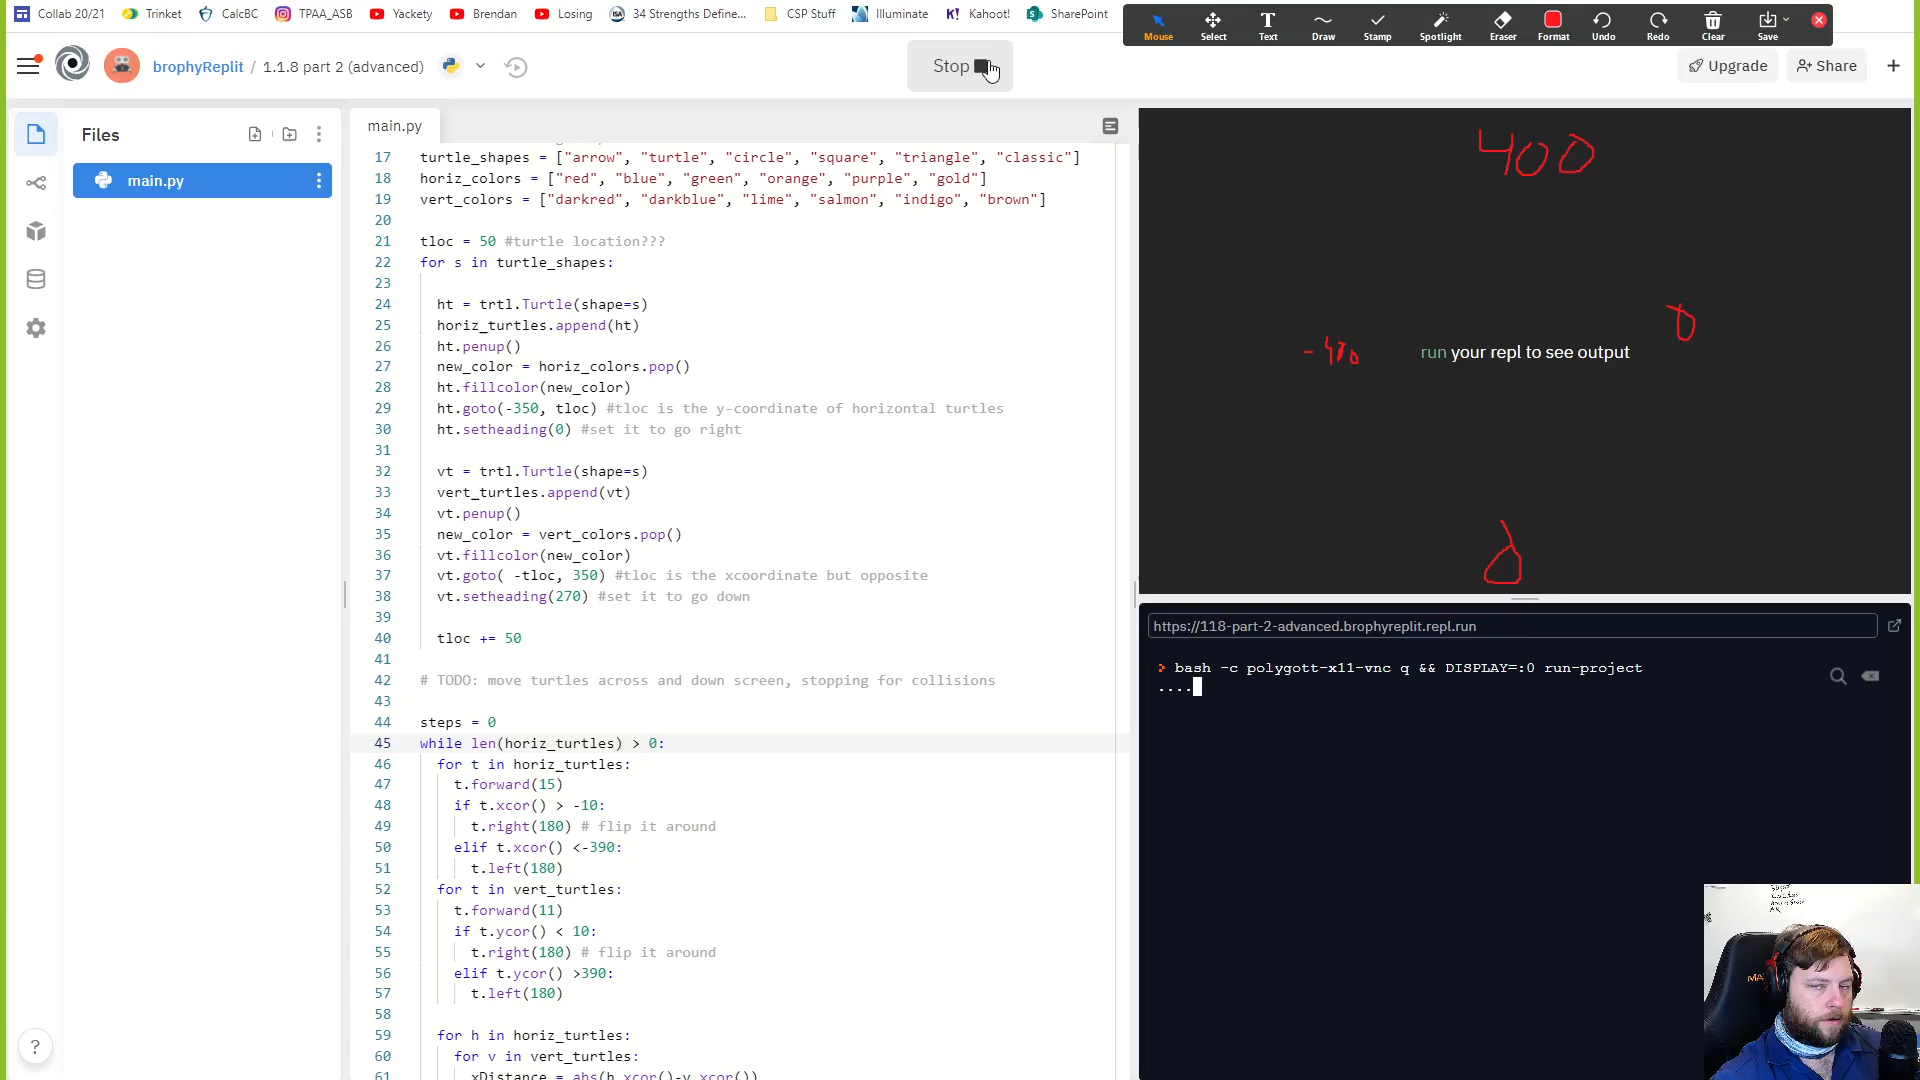 Collab 20/21 Trinket CalcBC TPAA_ASB Yackety Brendan Losing 34 Strengths Define... CSP Stuff Illuminate Kahoot! SharePoint
Mouse Select Text Draw Stamp Spotlight Eraser Format Undo Redo Clear Save
brophyReplit / 1.1.8 part 2 (advanced)
Stop
Upgrade Share
Files
main.py
main.py
17 turtle_shapes = ["arrow", "turtle", "circle", "square", "triangle", "classic"]
18 horiz_colors = ["red", "blue", "green", "orange", "purple", "gold"]
19 vert_colors = ["darkred", "darkblue", "lime", "salmon", "indigo", "brown"]
20
21 tloc = 50 #turtle location???
22 for s in turtle_shapes:
23
24 ht = trtl.Turtle(shape=s)
25 horiz_turtles.append(ht)
26 ht.penup()
27 new_color = horiz_colors.pop()
28 ht.fillcolor(new_color)
29 ht.goto(-350, tloc) #tloc is the y-coordinate of horizontal turtles
30 ht.setheading(0) #set it to go right
31
32 vt = trtl.Turtle(shape=s)
33 vert_turtles.append(vt)
34 vt.penup()
35 new_color = vert_colors.pop()
36 vt.fillcolor(new_color)
37 vt.goto( -tloc, 350) #tloc is the xcoordinate but opposite
38 vt.setheading(270) #set it to go down
39
40 tloc += 50
41
42 # TODO: move turtles across and down screen, stopping for collisions
43
44 steps = 0
45 while len(horiz_turtles) > 0:
46 for t in horiz_turtles:
47 t.forward(15)
48 if t.xcor() > -10:
49 t.right(180) # flip it around
50 elif t.xcor() <-390:
51 t.left(180)
52 for t in vert_turtles:
53 t.forward(11)
54 if t.ycor() < 10:
55 t.right(180) # flip it around
56 elif t.ycor() >390:
57 t.left(180)
58
59 for h in horiz_turtles:
60 for v in vert_turtles:
61 xDistance = abs(h.xcor()-v.xcor())
400
0
-400
run your repl to see output
0
https://118-part-2-advanced.brophyreplit.repl.run
bash -c polygott-x11-vnc q && DISPLAY=:0 run-project
....
?